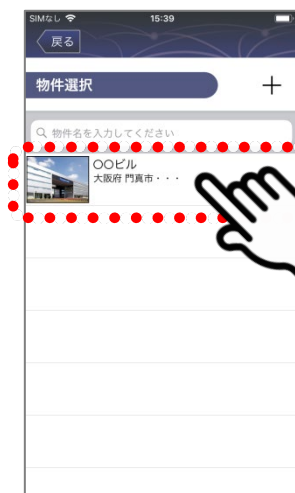 SIMなし 15:39
戻る
物件選択 +
物件名を入力してください
〇〇ビル
大阪府 門真市・・・